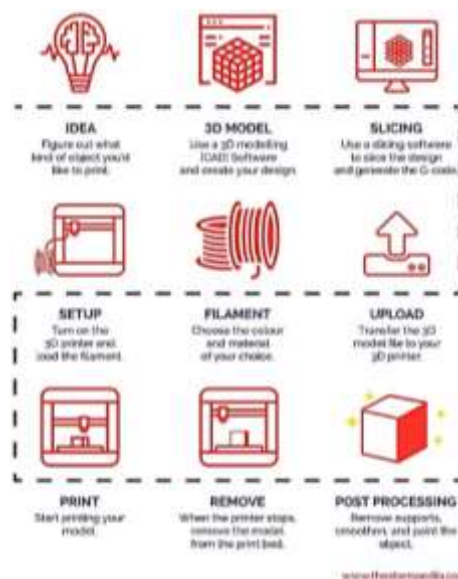 IDEA
Figure out what
kind of object you'd
like to print.
3D MODEL
Use a 3D modelling
(CAD) Software
and create your design.
SLICING
Use a slicing software
to slice the design
and generate the G-code.
SETUP
Turn on the
3D printer and
load the filament.
FILAMENT
Choose the colour
and material
of your choice.
UPLOAD
Transfer the 3D
model file to your
3D printer.
PRINT
Start printing your
model.
REMOVE
When the printer stops,
remove the model
from the print bed.
POST PROCESSING
Remove supports,
smoothen, and paint the
object.